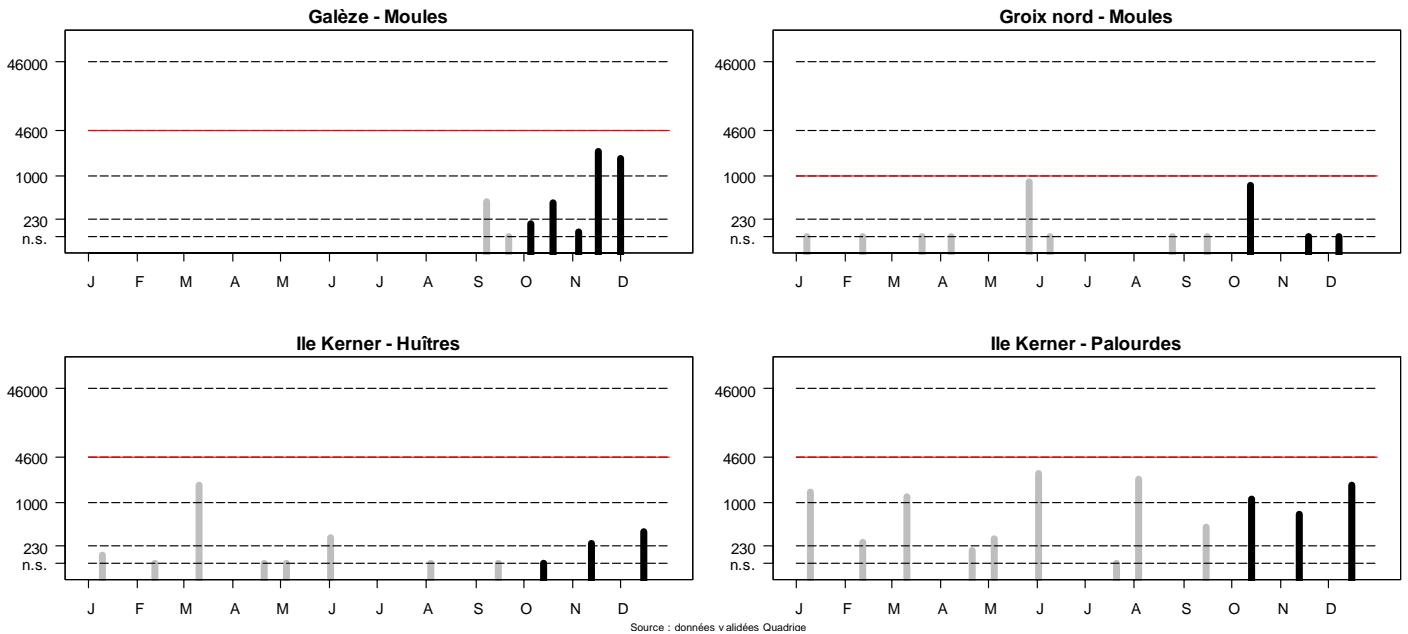 Galèze - Moules
46000
4600
1000
230
n.s.
J F M A M J J A S O N D
Groix nord - Moules
46000
4600
1000
230
n.s.
J F M A M J J A S O N D
Ile Kerner - Huîtres
46000
4600
1000
230
n.s.
J F M A M J J A S O N D
Ile Kerner - Palourdes
46000
4600
1000
230
n.s.
J F M A M J J A S O N D
Source : données validées Quadrige